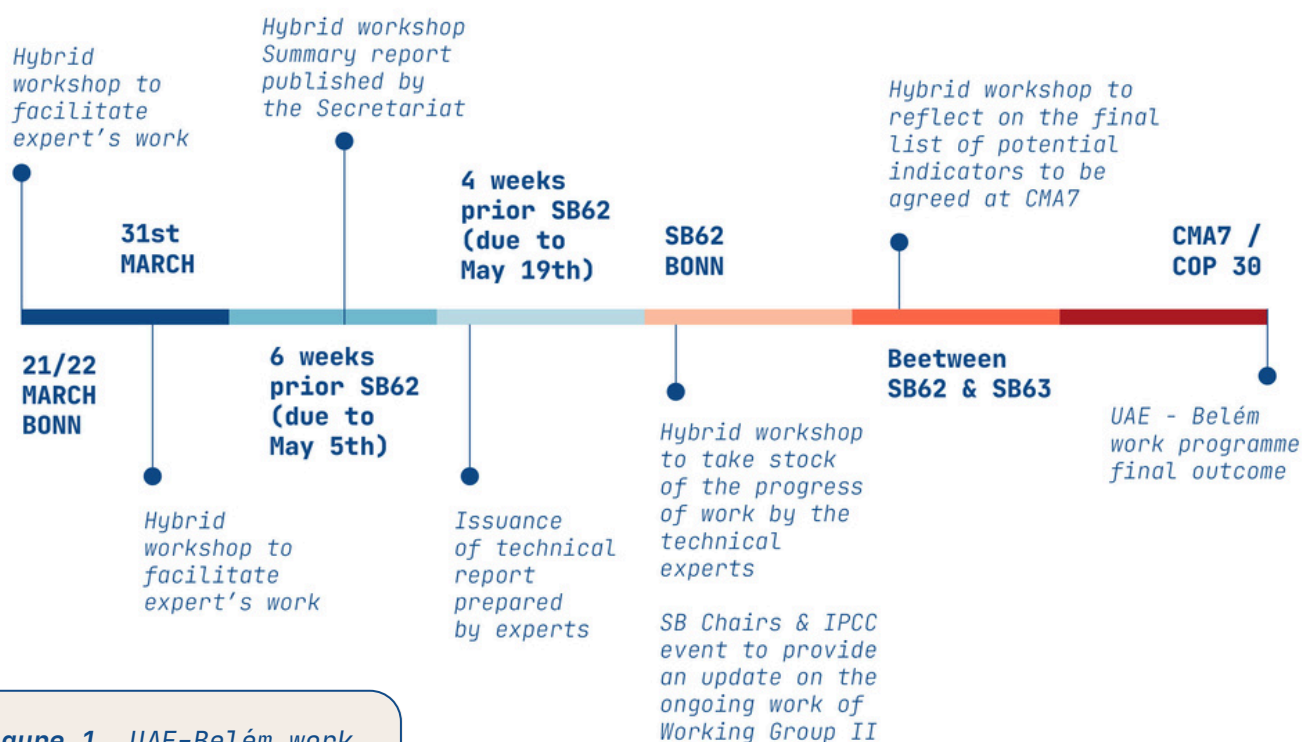 Hybrid
workshop to
facilitate
expert's work
Hybrid workshop
Summary report
published by
the Secretariat
Hybrid workshop to
reflect on the final
list of potential
indicators to be
agreed at CMA7
31st
MARCH
4 weeks
prior SB62
(due to
May 19th)
SB62
BONN
CMA7 /
COP 30
21/22
MARCH
BONN
6 weeks
prior SB62
(due to
May 5th)
Beetween
SB62 & SB63
Hybrid
workshop to
facilitate
expert's work
Issuance
of technical
report
prepared
by experts
Hybrid workshop
to take stock
of the progress
of work by the
technical
experts
SB Chairs & IPCC
event to provide
an update on the
ongoing work of
Working Group II
UAE - Belém
work programme
final outcome
gure 1. UAE-Belém work